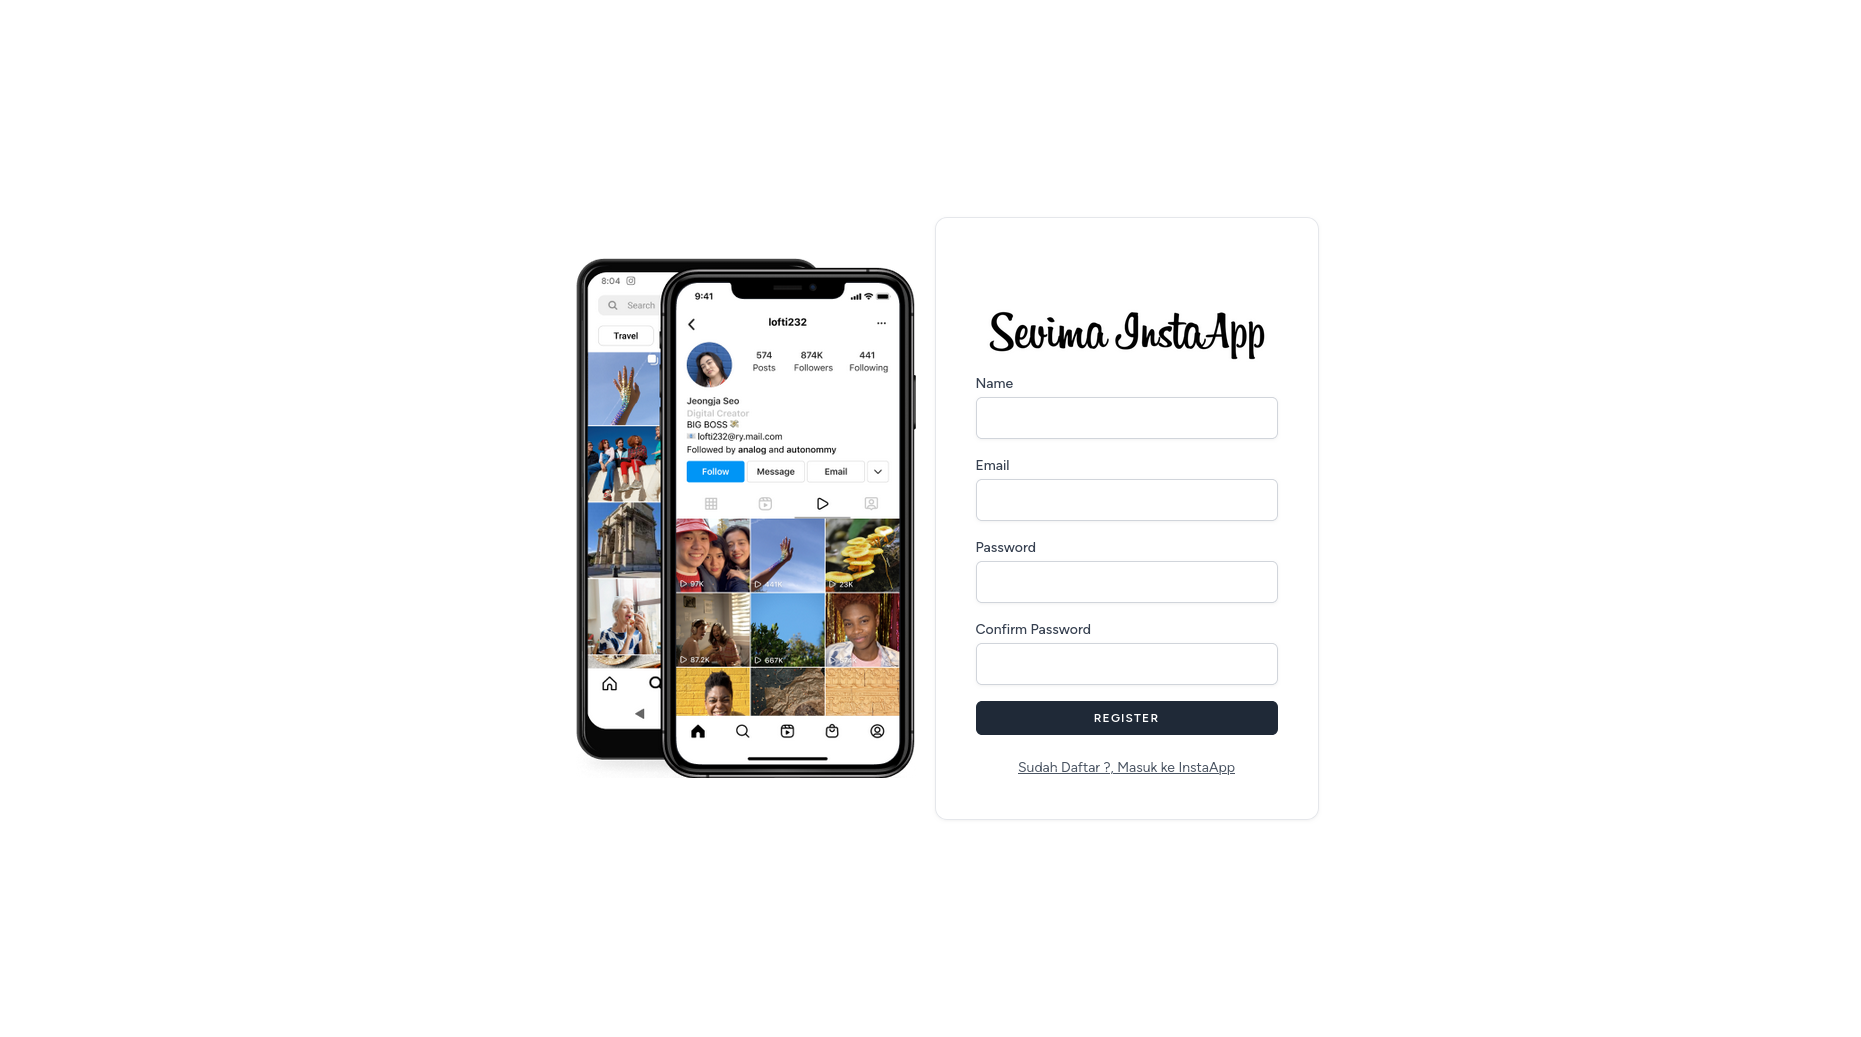 8:04
Search
Travel
9:41
lofti232
574 874K 441
Posts Followers Following
Jeongja Seo
Digital Creator
BIG BOSS
lofti232@ry.mail.com
Followed by analog and autonommy
Follow Message Email
97K 441K 23K
87.2K 667K
Sevima InstaApp
Name
Email
Password
Confirm Password
REGISTER
Sudah Daftar ?, Masuk ke InstaApp